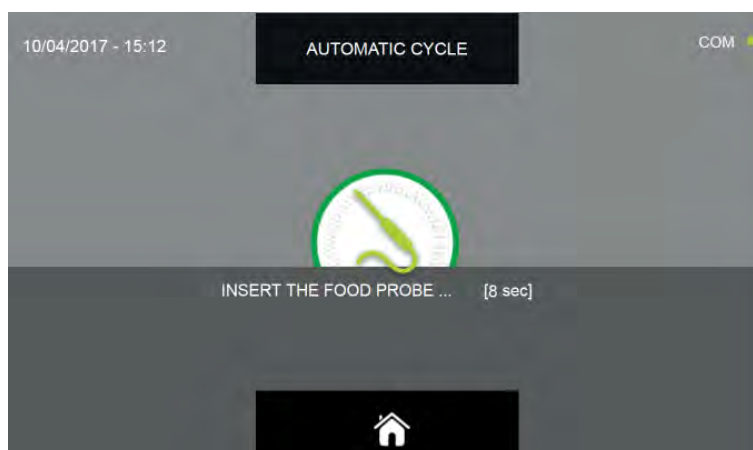 10/04/2017 - 15:12
AUTOMATIC CYCLE
COM
INSERT THE FOOD PROBE ... [8 sec]